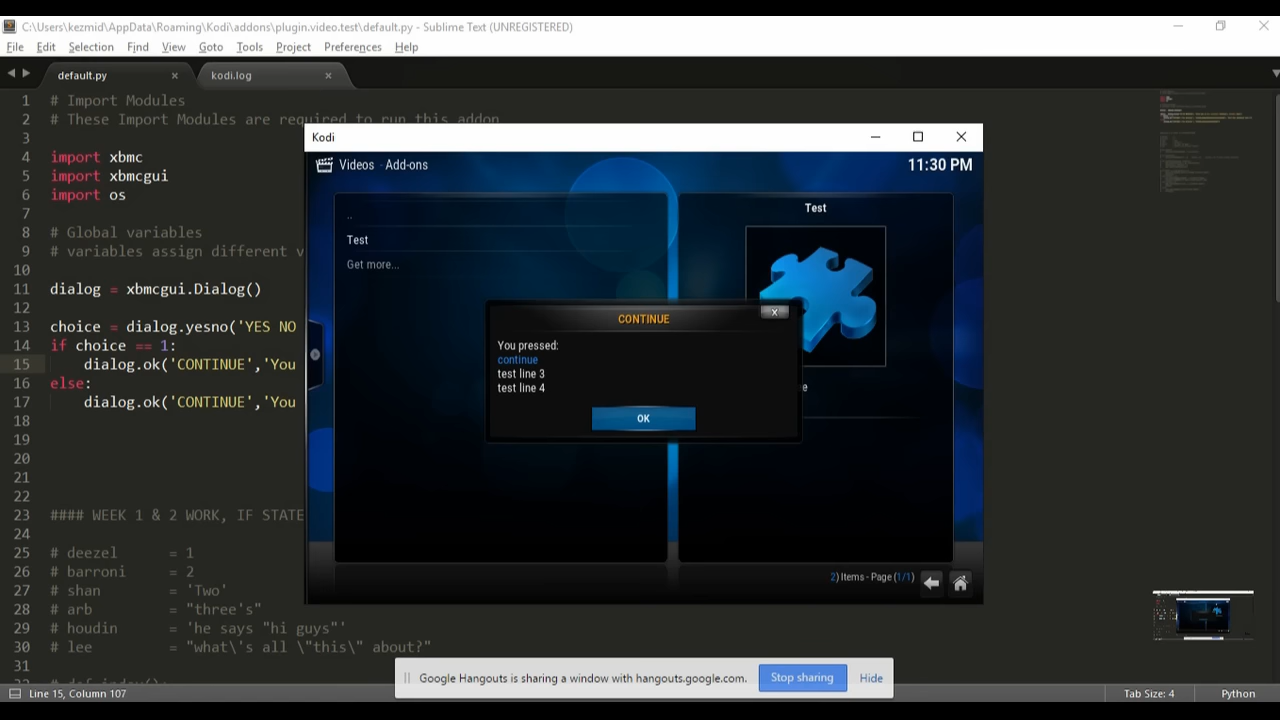 C:\Users\kezmid\AppData\Roaming\Kodi\addons\plugin.video.test\default.py - Sublime Text (UNREGISTERED)
File Edit Selection Find View Goto Tools Project Preferences Help
default.py × kodi.log ×
1 # Import Modules
2 # These Import Modules are required to run this addon
3
4 import xbmc
5 import xbmcgui
6 import os
7
8 # Global variables
9 # variables assign different v
10
11 dialog = xbmcgui.Dialog()
12
13 choice = dialog.yesno('YES NO
14 if choice == 1:
15 dialog.ok('CONTINUE','You
16 else:
17 dialog.ok('CONTINUE','You
18
19
20
21
22
23 #### WEEK 1 & 2 WORK, IF STATE
24
25 # deezel = 1
26 # barroni = 2
27 # shan = 'Two'
28 # arb = "three's"
29 # houdin = 'he says "hi guys"'
30 # lee = "what\'s all \"this\" about?"
31
32 # def index():
Kodi
Videos - Add-ons 11:30 PM
..
Test
Get more...
Test
e
CONTINUE
x
You pressed:
continue
test line 3
test line 4
OK
2) Items - Page (1/1)
Google Hangouts is sharing a window with hangouts.google.com. Stop sharing Hide
Line 15, Column 107 Tab Size: 4 Python